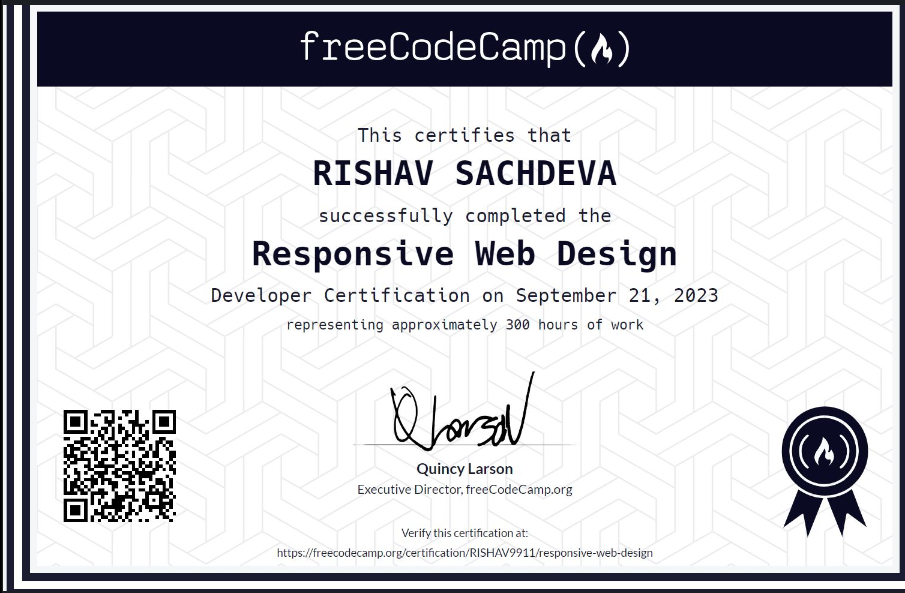 freeCodeCamp
This certifies that
RISHAV SACHDEVA
successfully completed the
Responsive Web Design
Developer Certification on September 21, 2023
representing approximately 300 hours of work
Quincy Larson
Executive Director, freeCodeCamp.org
Verify this certification at:
https://freecodecamp.org/certification/RISHAV9911/responsive-web-design